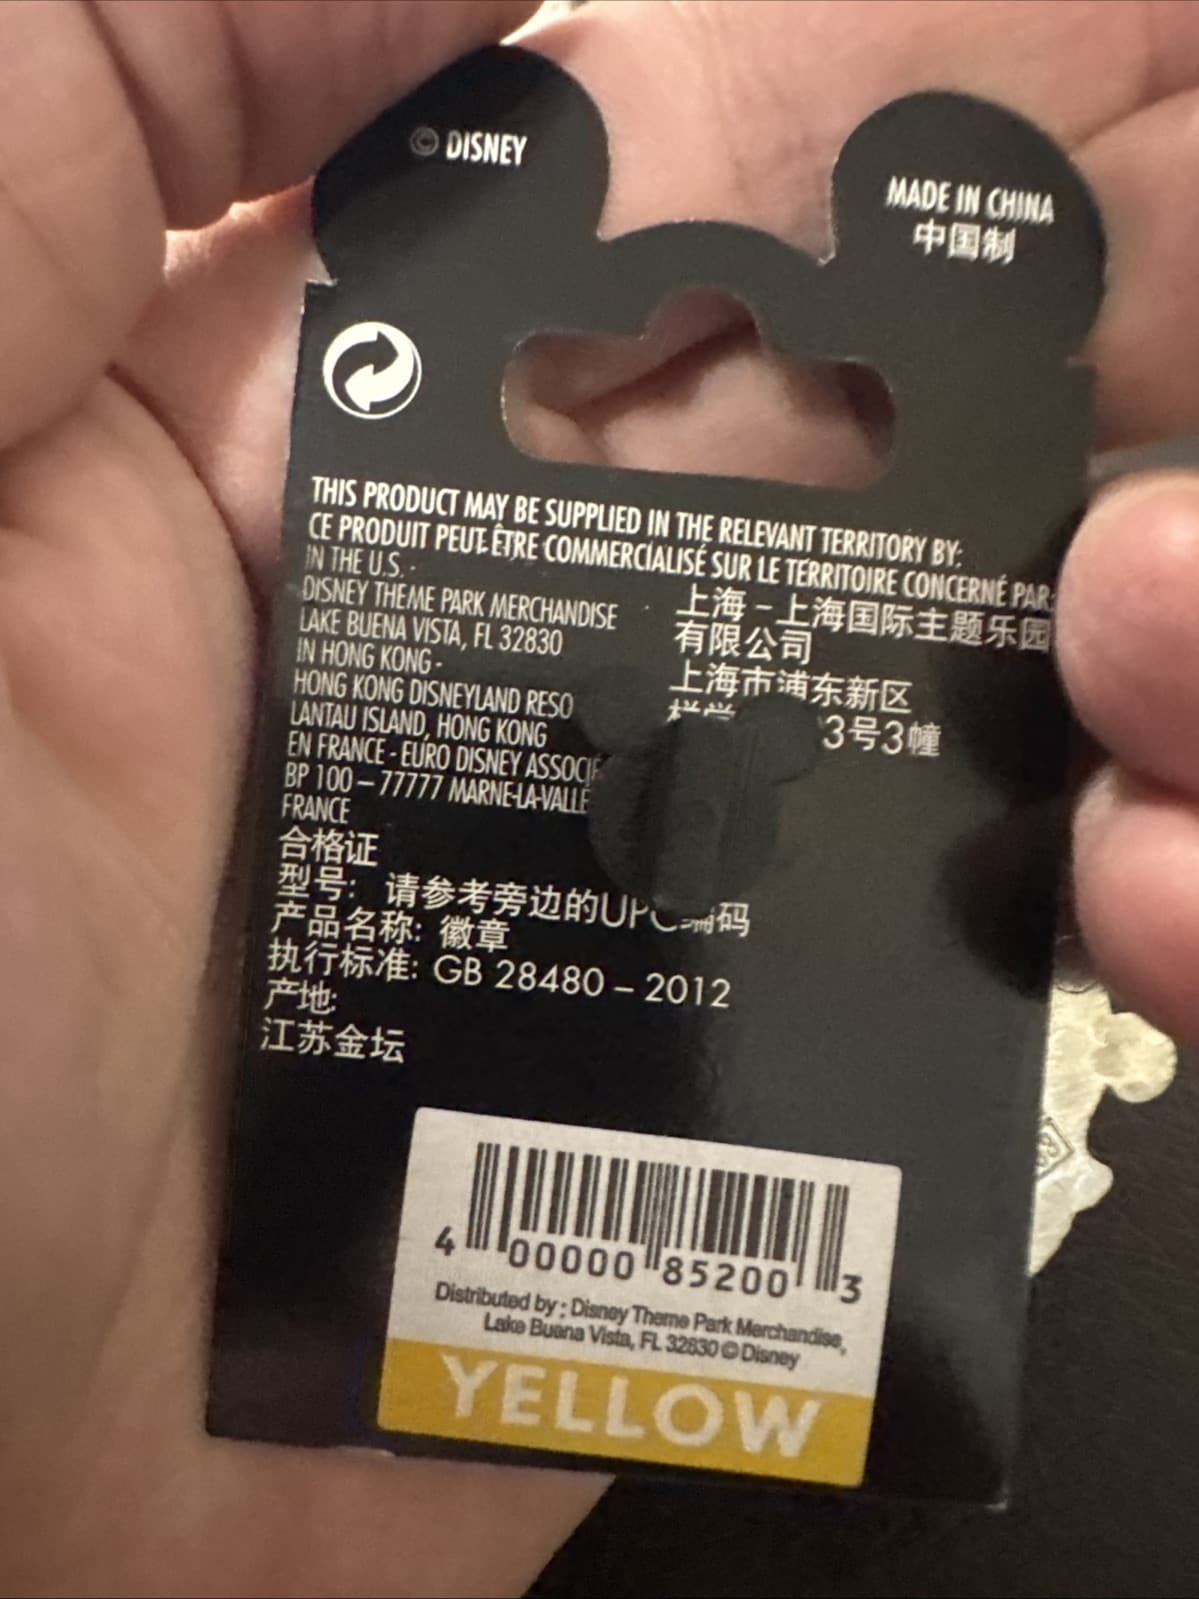 © DISNEY
MADE IN CHINA
中国制
THIS PRODUCT MAY BE SUPPLIED IN THE RELEVANT TERRITORY BY:
CE PRODUIT PEUT-ÊTRE COMMERCIALISÉ SUR LE TERRITOIRE CONCERNÉ PAR:
IN THE U.S. -
DISNEY THEME PARK MERCHANDISE
LAKE BUENA VISTA, FL 32830
IN HONG KONG -
HONG KONG DISNEYLAND RESO
LANTAU ISLAND, HONG KONG
EN FRANCE - EURO DISNEY ASSOCIÉ
BP 100 – 77777 MARNE-LA-VALLÉ
FRANCE
上海 – 上海国际主题乐园
有限公司
上海市浦东新区
3号3幢
合格证
型号: 请参考旁边的UPC编码
产品名称: 徽章
执行标准: GB 28480 – 2012
产地:
江苏金坛
4 00000 85200 3
Distributed by : Disney Theme Park Merchandise,
Lake Buena Vista, FL 32830 © Disney
YELLOW